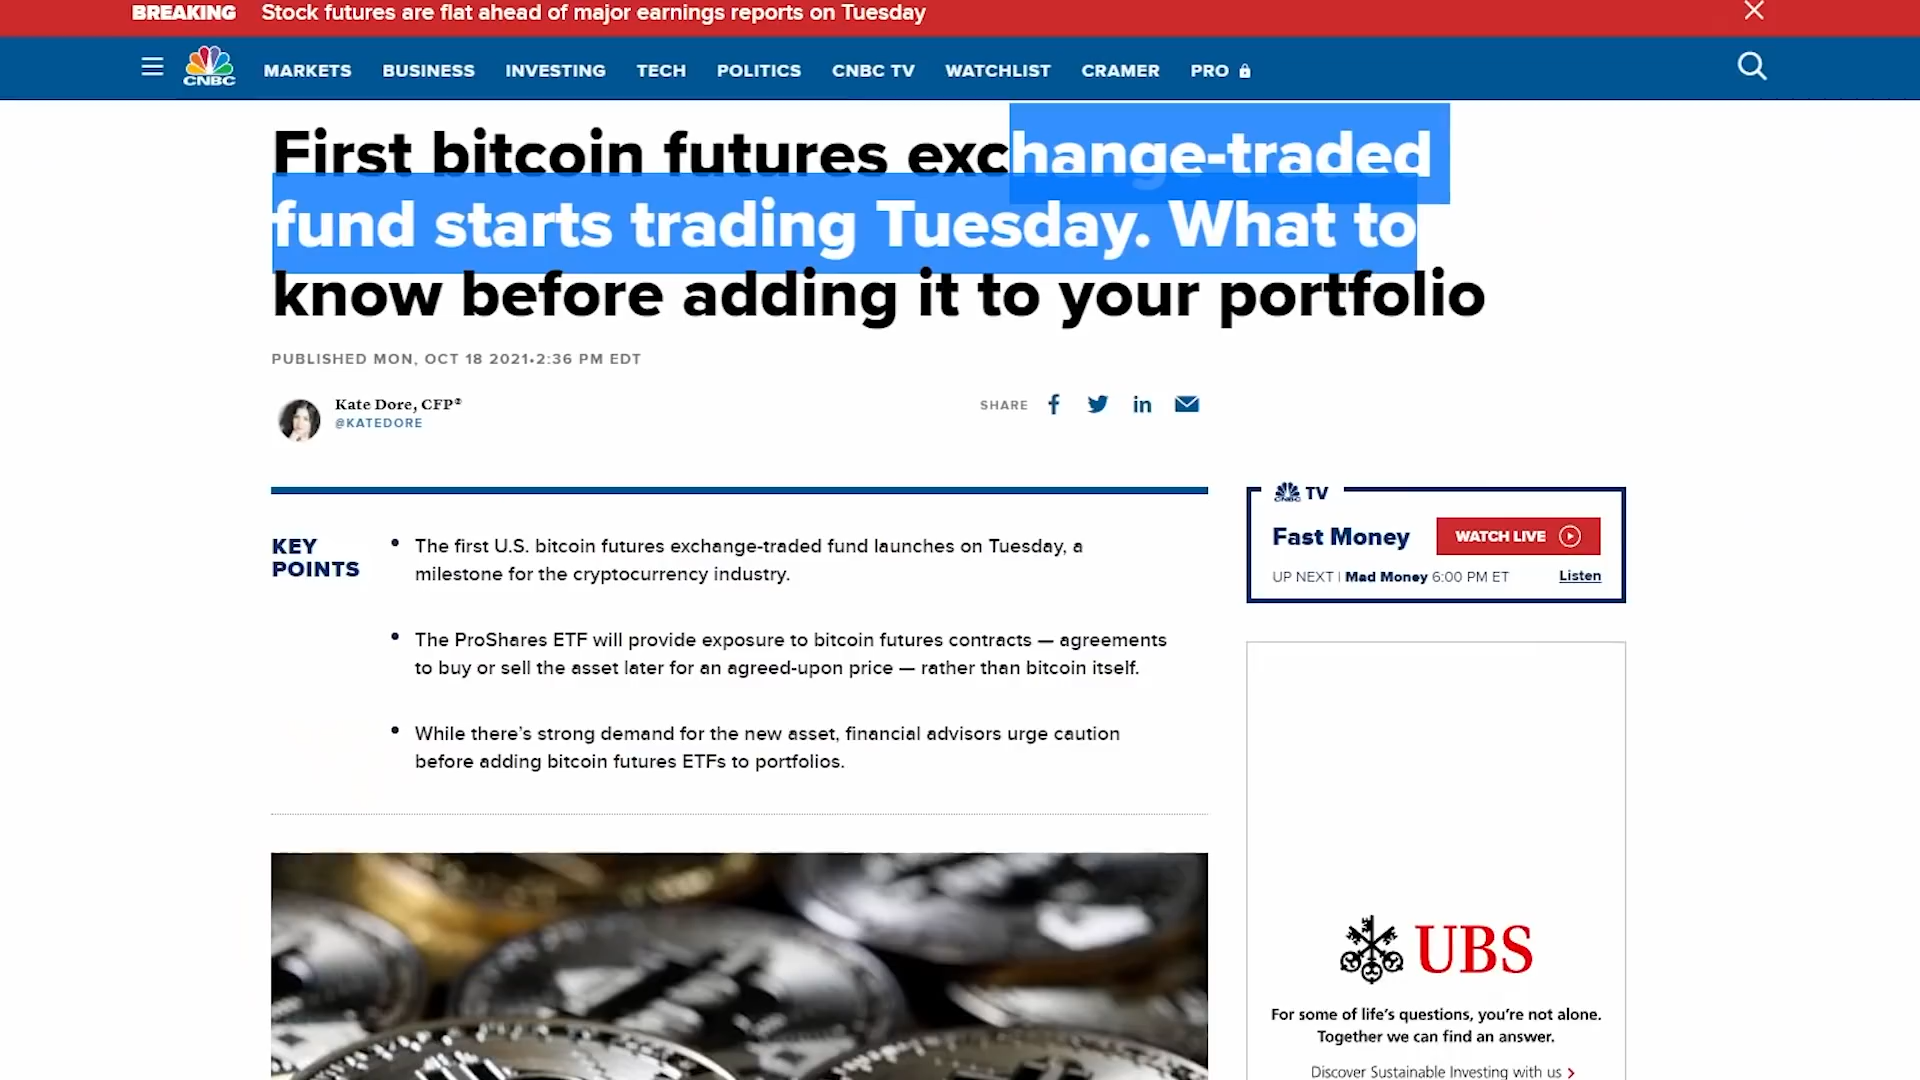 BREAKING Stock futures are flat ahead of major earnings reports on Tuesday
CNBC MARKETS BUSINESS INVESTING TECH POLITICS CNBC TV WATCHLIST CRAMER PRO
First bitcoin futures exchange-traded
fund starts trading Tuesday. What to
know before adding it to your portfolio
PUBLISHED MON, OCT 18 2021•2:36 PM EDT
Kate Dore, CFP®
@KATEDORE
SHARE
KEY
POINTS
The first U.S. bitcoin futures exchange-traded fund launches on Tuesday, a
milestone for the cryptocurrency industry.
The ProShares ETF will provide exposure to bitcoin futures contracts — agreements
to buy or sell the asset later for an agreed-upon price — rather than bitcoin itself.
While there’s strong demand for the new asset, financial advisors urge caution
before adding bitcoin futures ETFs to portfolios.
CNBC TV
Fast Money WATCH LIVE
UP NEXT | Mad Money 6:00 PM ET Listen
UBS
For some of life’s questions, you’re not alone.
Together we can find an answer.
Discover Sustainable Investing with us